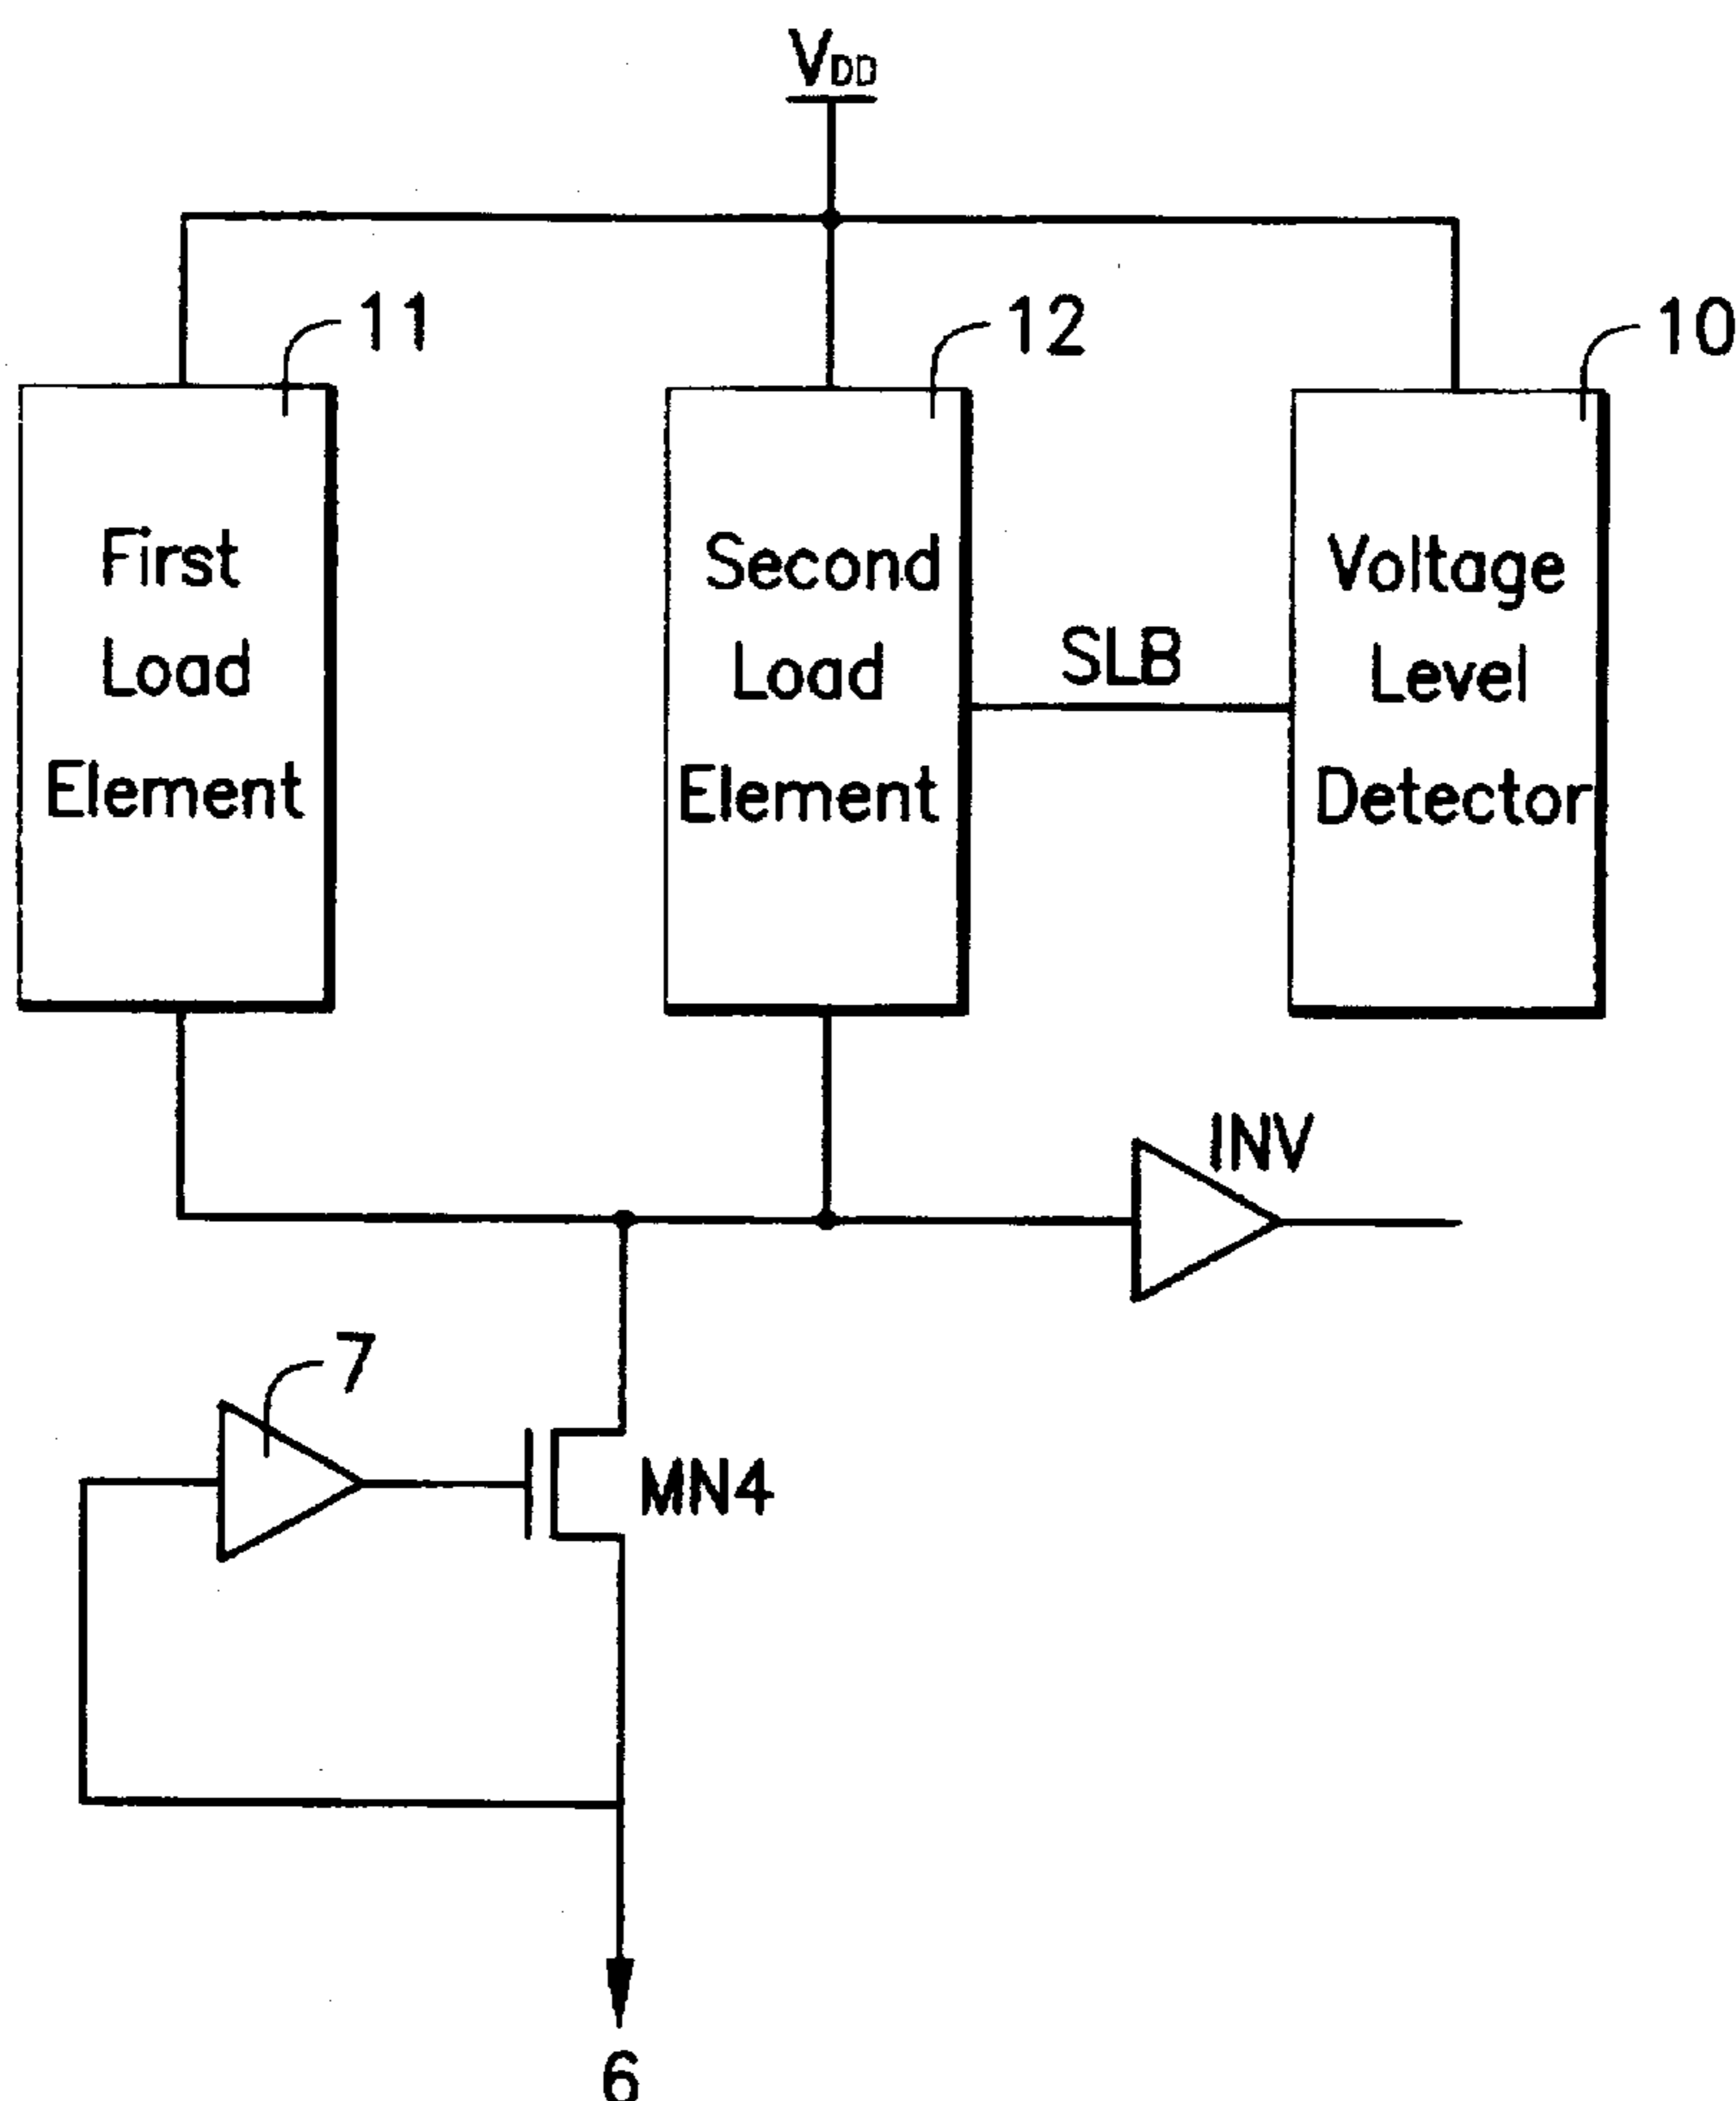 VDD
11
12
10
First
Load
Element
Second
Load
Element
SLB
Voltage
Level
Detector
INV
7
MN4
6